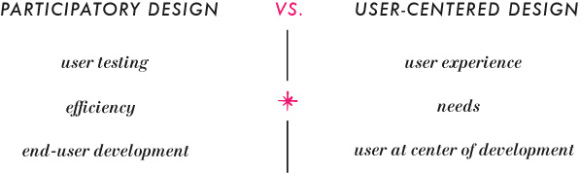 PARTICIPATORY DESIGN VS. USER-CENTERED DESIGN
user testing user experience
efficiency needs
end-user development user at center of development